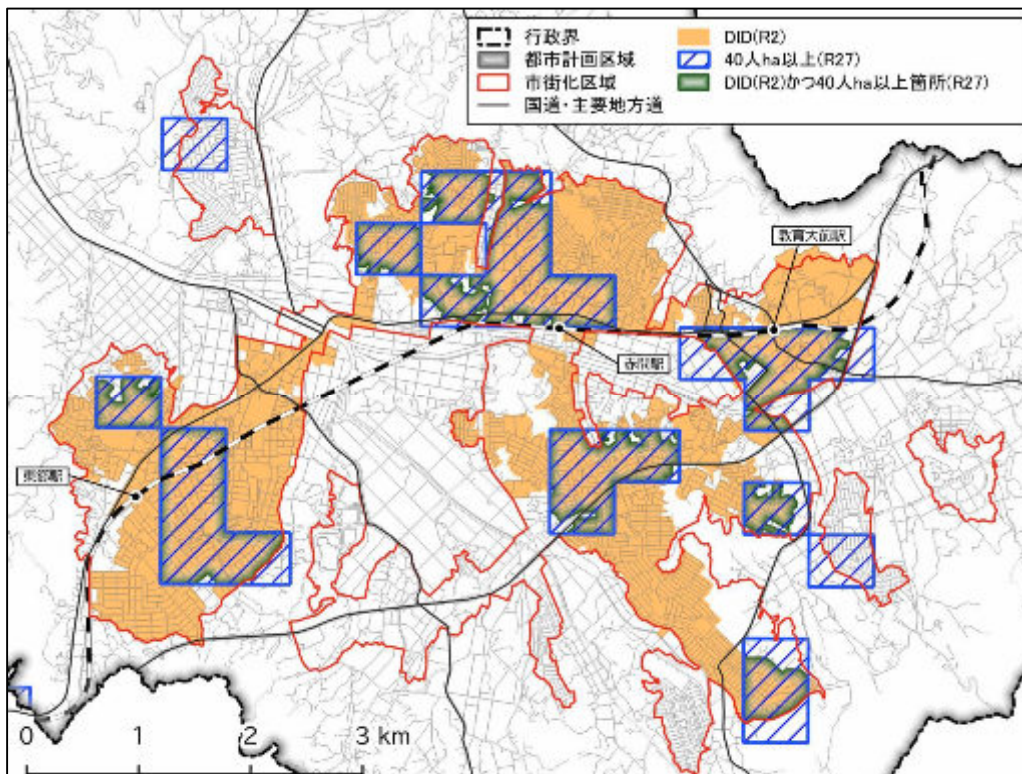 行政界
都市計画区域
市街化区域
国道・主要地方道
DID(R2)
40人ha以上(R27)
DID(R2)かつ40人ha以上箇所(R27)
教育大前駅
赤間駅
東郷駅
0 1 2 3 km